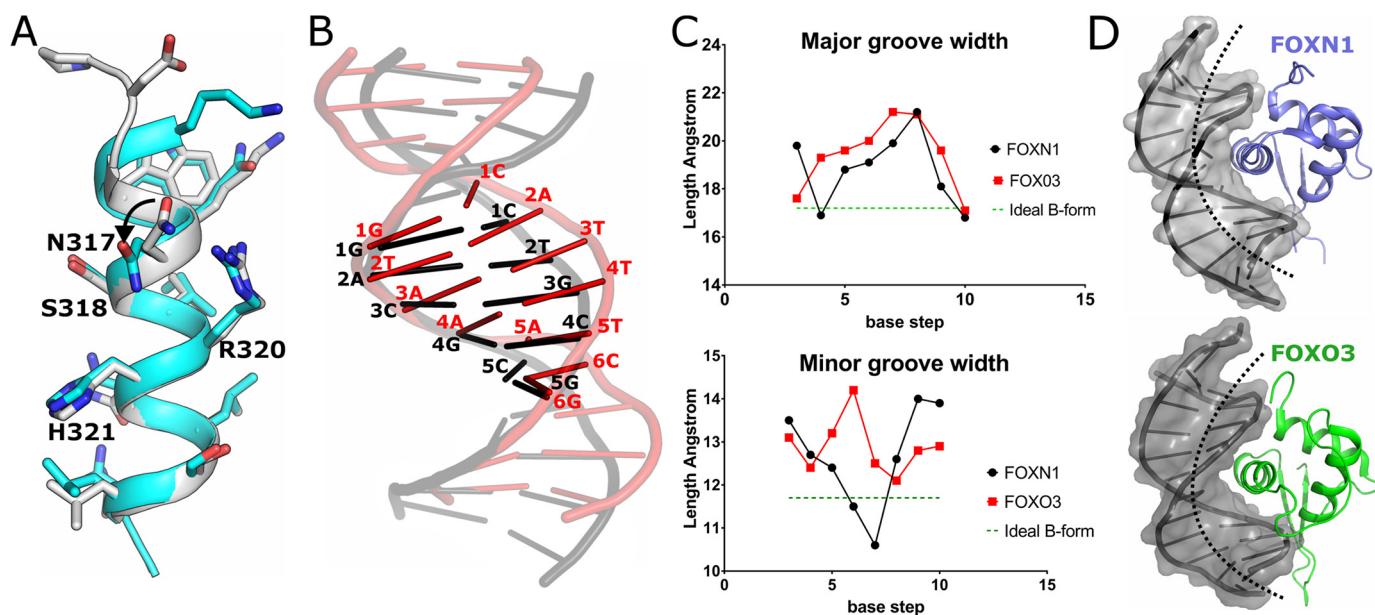 A
N317
S318
R320
H321
B
1C
2A
1C
1G
1G
3T
2T
2T
2A
4T
3A
3G
3C
4A
5A
4C
5T
4G
5C
6C
5G
6G
C
Major groove width
Length Angstrom
24
22
20
18
16
14
0
5
10
15
base step
FOXN1
FOX03
Ideal B-form
Minor groove width
Length Angstrom
15
14
13
12
11
10
0
5
10
15
base step
FOXN1
FOXO3
Ideal B-form
D
FOXN1
FOXO3